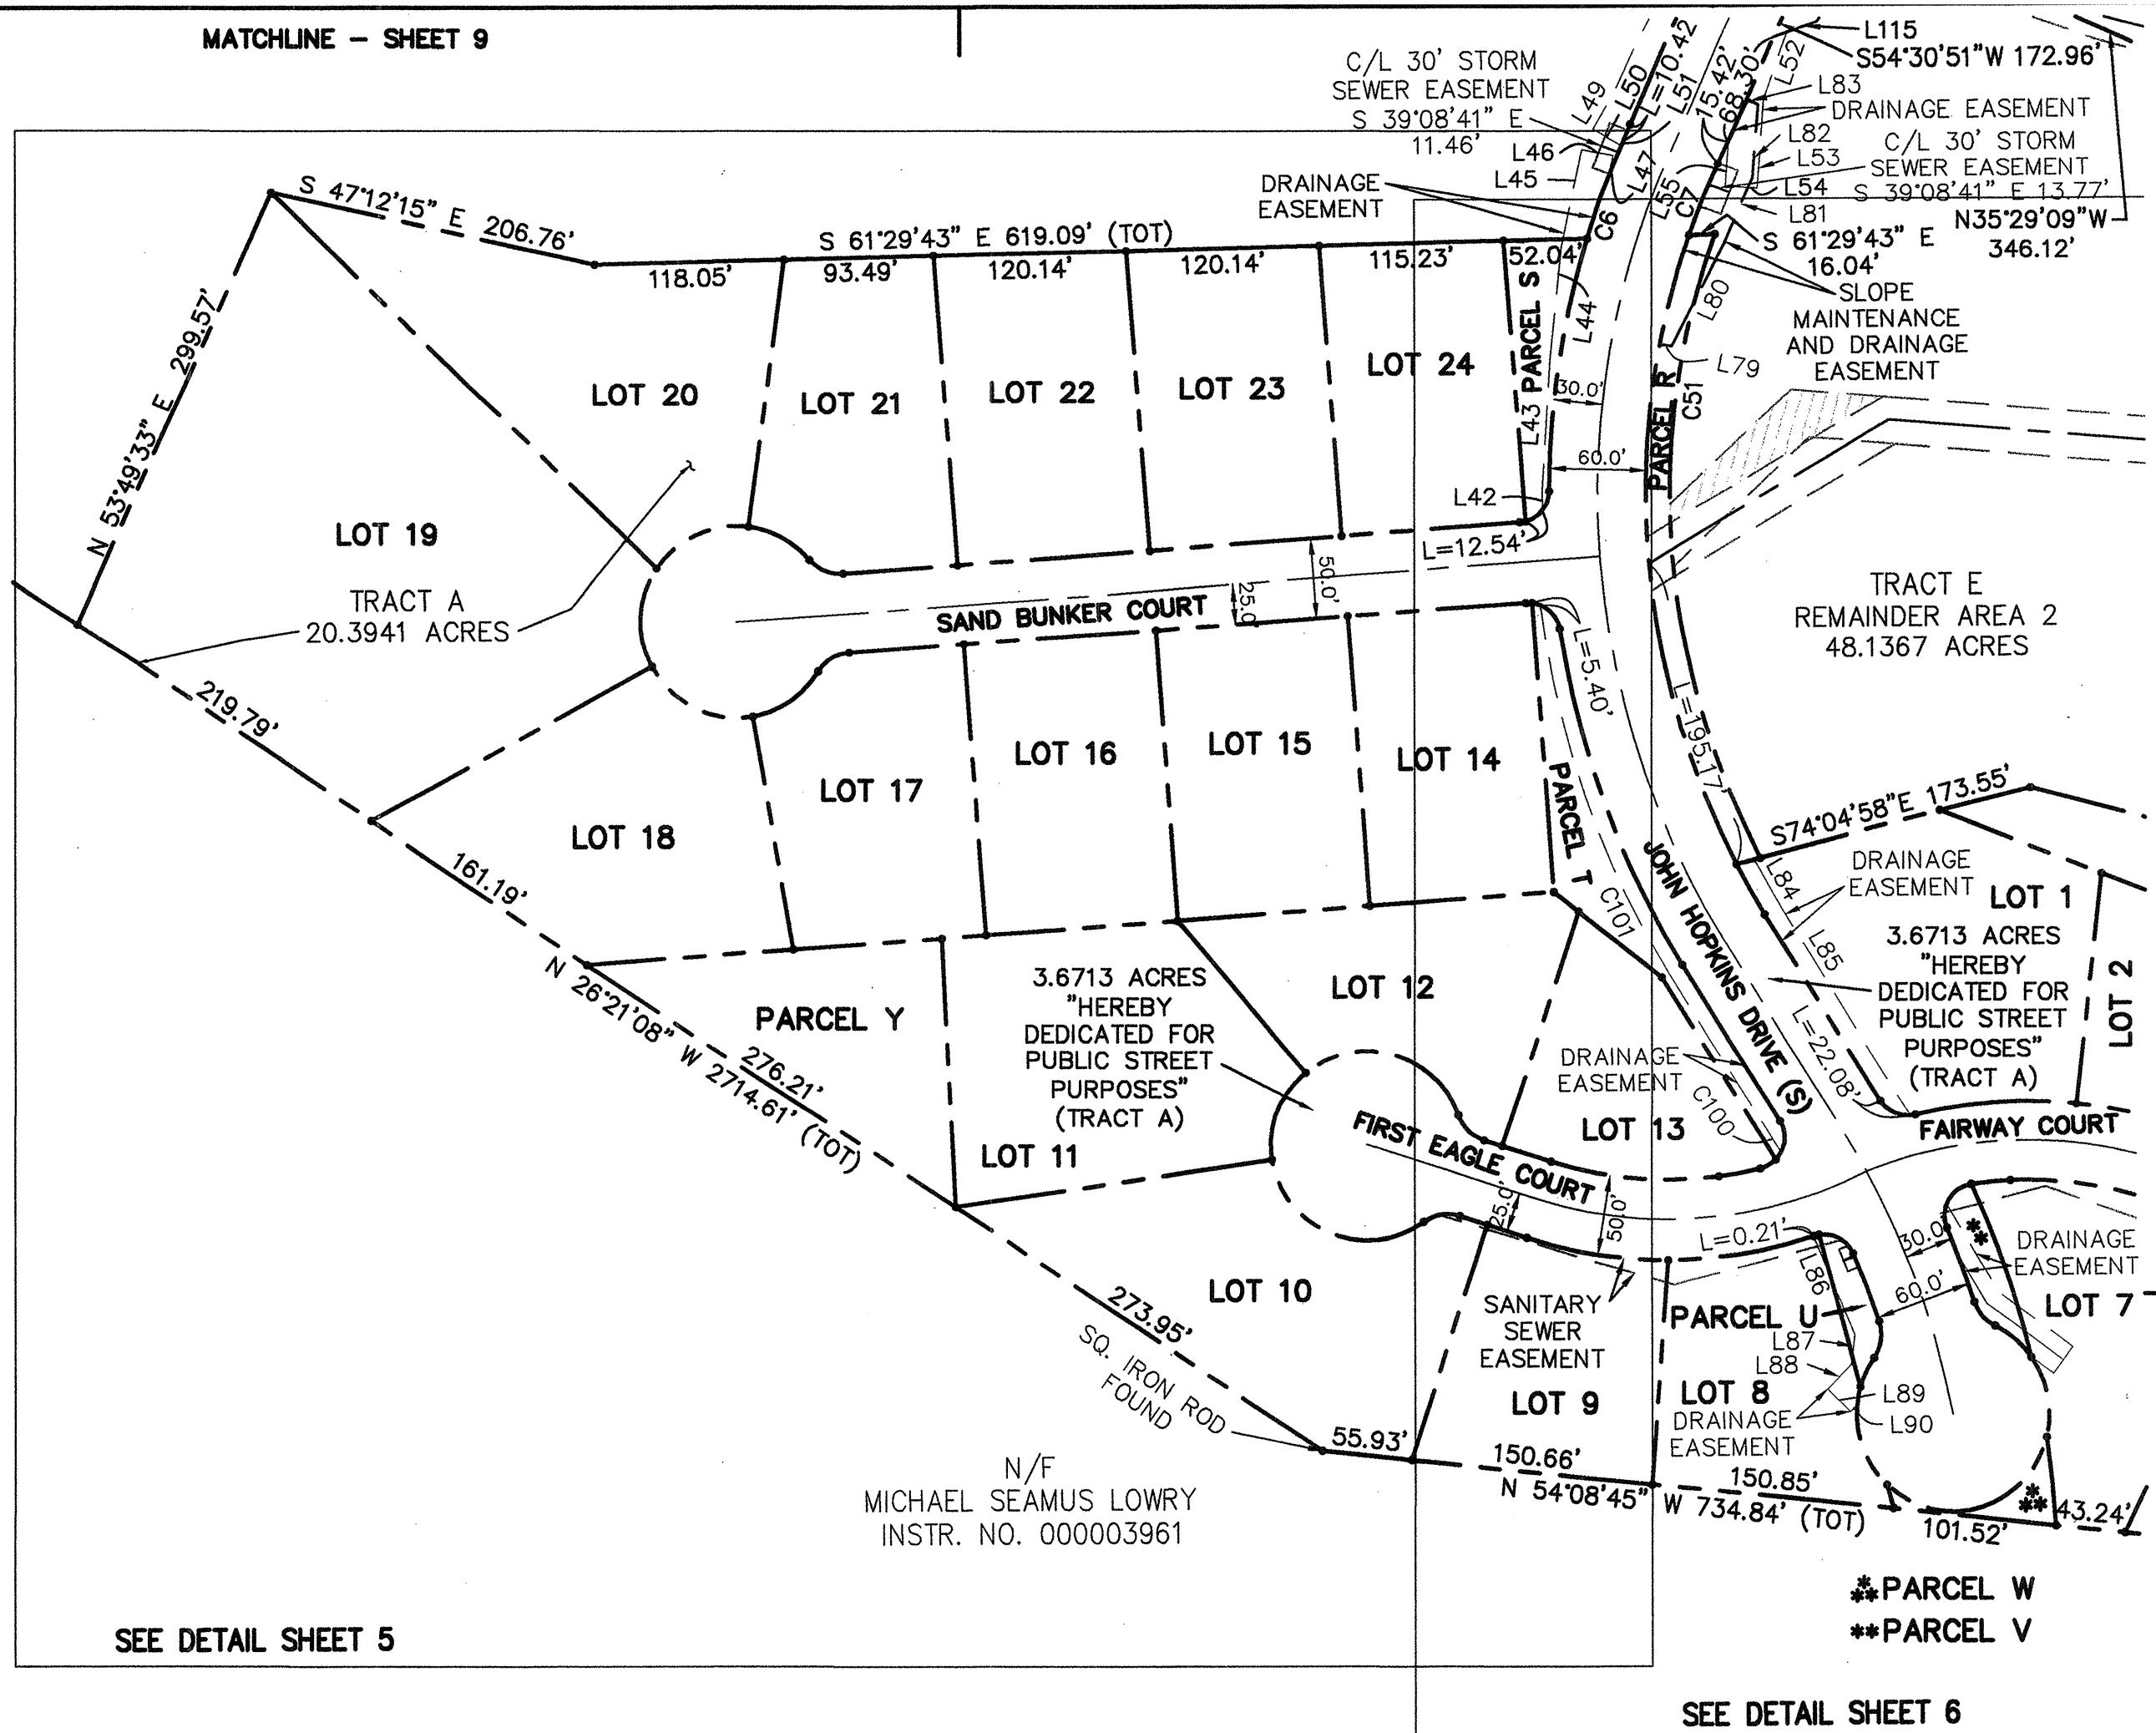 MATCHLINE – SHEET 9
L115
S54°30'51"W 172.96'
C/L 30' STORM
SEWER EASEMENT
S 39°08'41" E
11.46'
L49
L50
L=10.42'
L51
15.42'
68.30'
L52
L83
DRAINAGE EASEMENT
L82
C/L 30' STORM
L53
SEWER EASEMENT
L54
S 39°08'41" E 13.77'
L81
N35°29'09"W
346.12'
L46
L45
L47
L55
C7
C6
DRAINAGE
EASEMENT
S 61°29'43" E
16.04'
SLOPE
MAINTENANCE
AND DRAINAGE
EASEMENT
L80
L79
C51
PARCEL R
S 47°12'15" E 206.76'
S 61°29'43" E 619.09' (TOT)
118.05'
93.49'
120.14'
120.14'
115.23'
52.04'
N 53°49'33" E 299.57'
LOT 20
LOT 21
LOT 22
LOT 23
LOT 24
L43
PARCEL S
L44
30.0'
60.0'
L42
L=12.54'
LOT 19
TRACT A
20.3941 ACRES
SAND BUNKER COURT
25.0'
50.0'
TRACT E
REMAINDER AREA 2
48.1367 ACRES
L=5.40'
L=195.17'
219.79'
161.19'
LOT 18
LOT 17
LOT 16
LOT 15
LOT 14
PARCEL T
C101
JOHN HOPKINS DRIVE (S)
S74°04'58"E 173.55'
L84
DRAINAGE
EASEMENT
L85
LOT 1
3.6713 ACRES
"HEREBY
DEDICATED FOR
PUBLIC STREET
PURPOSES"
(TRACT A)
LOT 2
L=22.08'
FAIRWAY COURT
N 26°21'08" W 2714.61' (TOT)
276.21'
PARCEL Y
3.6713 ACRES
"HEREBY
DEDICATED FOR
PUBLIC STREET
PURPOSES"
(TRACT A)
LOT 12
DRAINAGE
EASEMENT
C100
LOT 13
LOT 11
FIRST EAGLE COURT
25.0'
50.0'
L=0.21'
30.0'
60.0'
**
DRAINAGE
EASEMENT
LOT 7
LOT 10
273.95'
SQ. IRON ROD
FOUND
SANITARY
SEWER
EASEMENT
PARCEL U
L86
L87
L88
L89
L90
LOT 9
LOT 8
DRAINAGE
EASEMENT
55.93'
150.66'
150.85'
N 54°08'45" W 734.84' (TOT)
101.52'
***
43.24'
N/F
MICHAEL SEAMUS LOWRY
INSTR. NO. 000003961
***PARCEL W
**PARCEL V
SEE DETAIL SHEET 5
SEE DETAIL SHEET 6